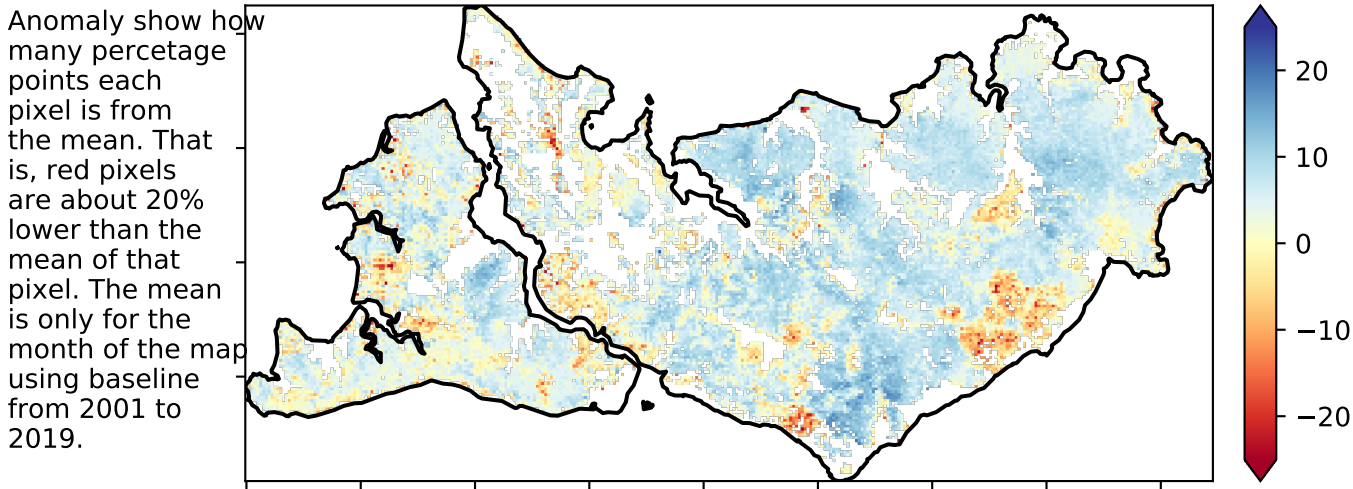 Anomaly show how
many percetage
points each
pixel is from
the mean. That
is, red pixels
are about 20%
lower than the
mean of that
pixel. The mean
is only for the
month of the map
using baseline
from 2001 to
2019.
20
10
0
−10
−20